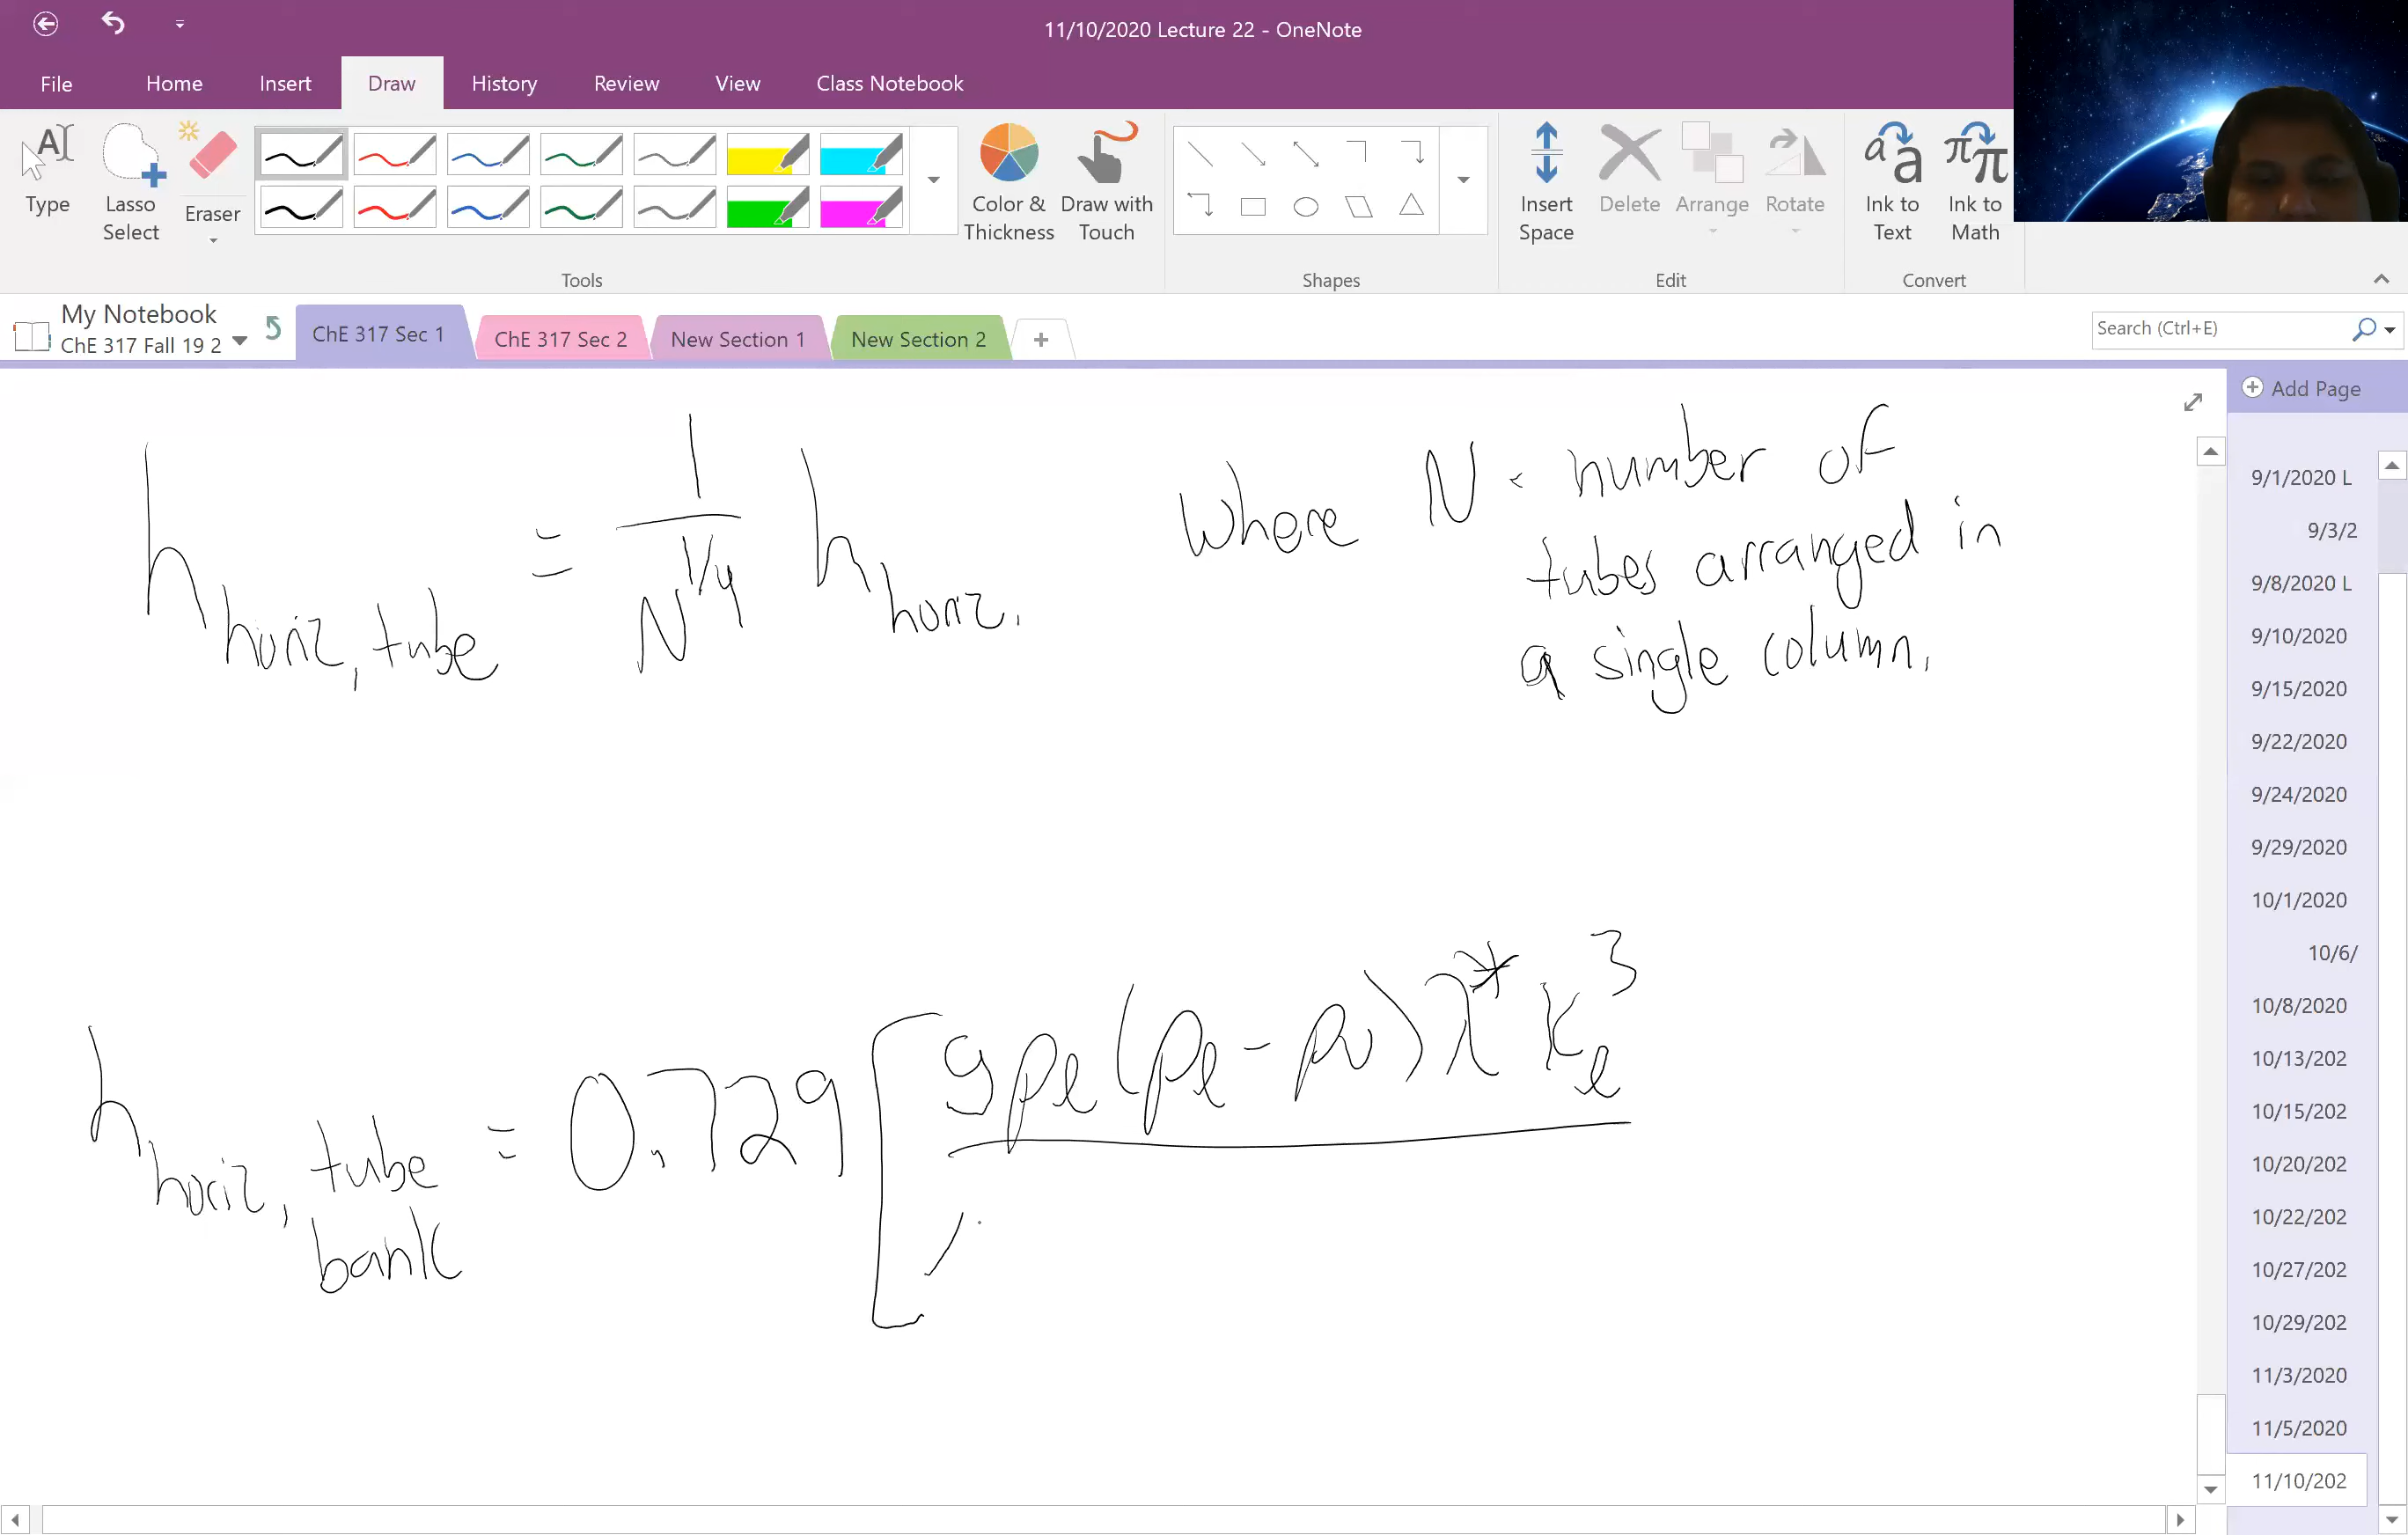 11/10/2020 Lecture 22 - OneNote
File Home Insert Draw History Review View Class Notebook
Type
Lasso Select
Eraser
Color & Thickness
Draw with Touch
Insert Space
Delete
Arrange
Rotate
Ink to Text
Ink to Math
Tools
Shapes
Edit
Convert
My Notebook
ChE 317 Fall 19 2
ChE 317 Sec 1
ChE 317 Sec 2
New Section 1
New Section 2
+
Search (Ctrl+E)
Add Page
9/1/2020 L
9/3/2
9/8/2020 L
9/10/2020
9/15/2020
9/22/2020
9/24/2020
9/29/2020
10/1/2020
10/6/
10/8/2020
10/13/202
10/15/202
10/20/202
10/22/202
10/27/202
10/29/202
11/3/2020
11/5/2020
11/10/202
h horiz, tube = 1 / N^1/4 h horiz.
Where N = number of
tubes arranged in
a single column.
h horiz, tube bank = 0.729 [ gρℓ(ρℓ - ρv) λ* kℓ^3